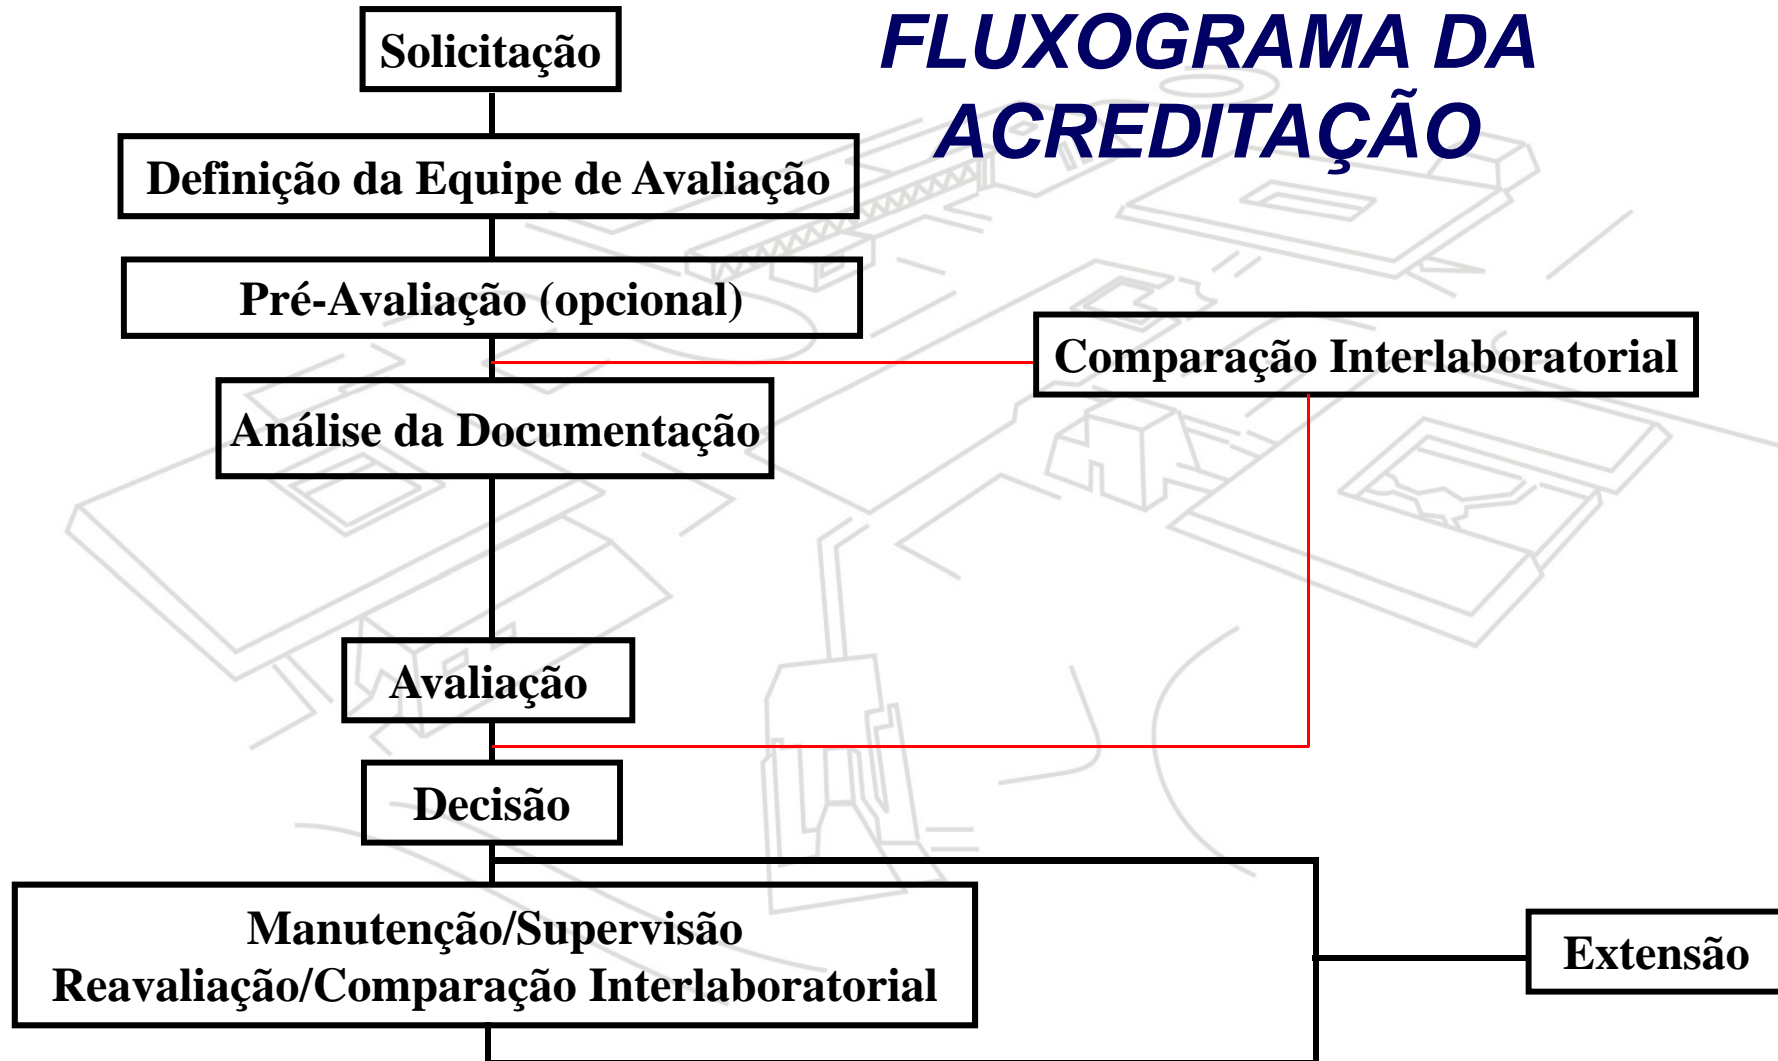 FLUXOGRAMA DA
ACREDITAÇÃO
Solicitação
Definição da Equipe de Avaliação
Pré-Avaliação (opcional)
Comparação Interlaboratorial
Análise da Documentação
Avaliação
Decisão
Manutenção/Supervisão
Reavaliação/Comparação Interlaboratorial
Extensão